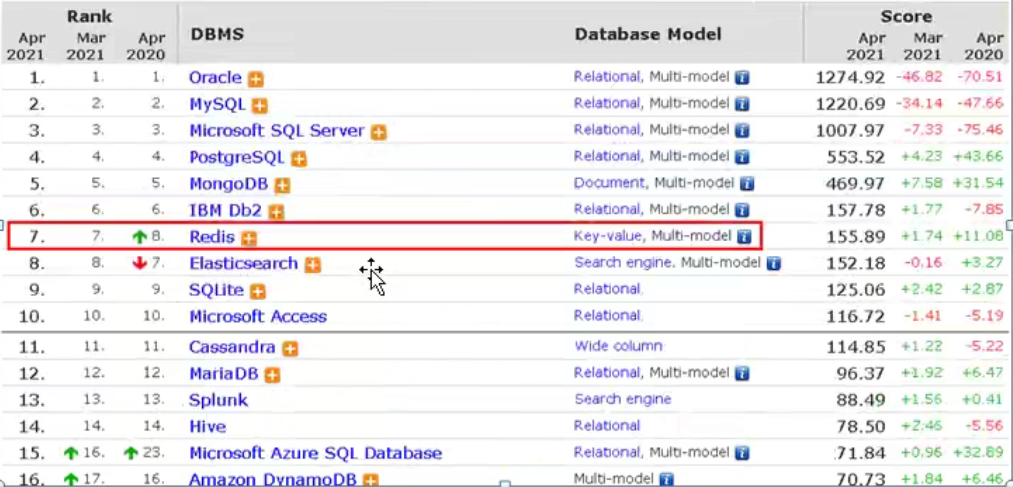 Rank Score
Apr 2021 Mar 2021 Apr 2020 DBMS Database Model Apr 2021 Mar 2021 Apr 2020
1. 1. 1. Oracle Relational, Multi-model 1274.92 -46.82 -70.51
2. 2. 2. MySQL Relational, Multi-model 1220.69 -34.14 -47.66
3. 3. 3. Microsoft SQL Server Relational, Multi-model 1007.97 -7.33 -75.46
4. 4. 4. PostgreSQL Relational, Multi-model 553.52 +4.23 +43.66
5. 5. 5. MongoDB Document, Multi-model 469.97 +7.58 +31.54
6. 6. 6. IBM Db2 Relational, Multi-model 157.78 +1.77 -7.85
7. 7. 8. Redis Key-value, Multi-model 155.89 +1.74 +11.08
8. 8. 7. Elasticsearch Search engine, Multi-model 152.18 -0.16 +3.27
9. 9. 9. SQLite Relational 125.06 +2.42 +2.87
10. 10. 10. Microsoft Access Relational 116.72 -1.41 -5.19
11. 11. 11. Cassandra Wide column 114.85 +1.22 -5.22
12. 12. 12. MariaDB Relational, Multi-model 96.37 +1.92 +6.47
13. 13. 13. Splunk Search engine 88.49 +1.56 +0.41
14. 14. 14. Hive Relational 78.50 +2.46 -5.56
15. 16. 23. Microsoft Azure SQL Database Relational, Multi-model 71.84 +0.96 +32.89
16. 17. 16. Amazon DynamoDB Multi-model 70.73 +1.84 +6.46